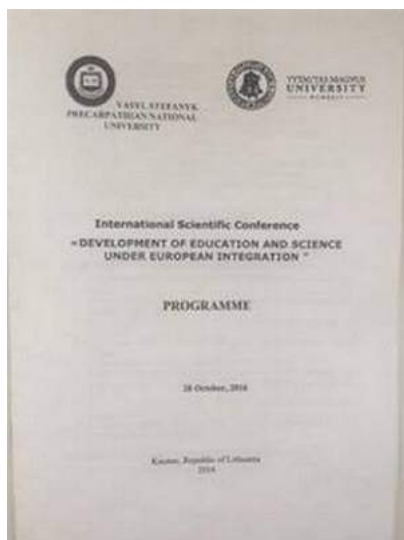 VASYL STEFANYK
PRECARPATHIAN NATIONAL
UNIVERSITY
VYTAUTAS MAGNUS
UNIVERSITY
International Scientific Conference
"DEVELOPMENT OF EDUCATION AND SCIENCE
UNDER EUROPEAN INTEGRATION "
PROGRAMME
October, 2016
Kaunas, Republic of Lithuania
2016